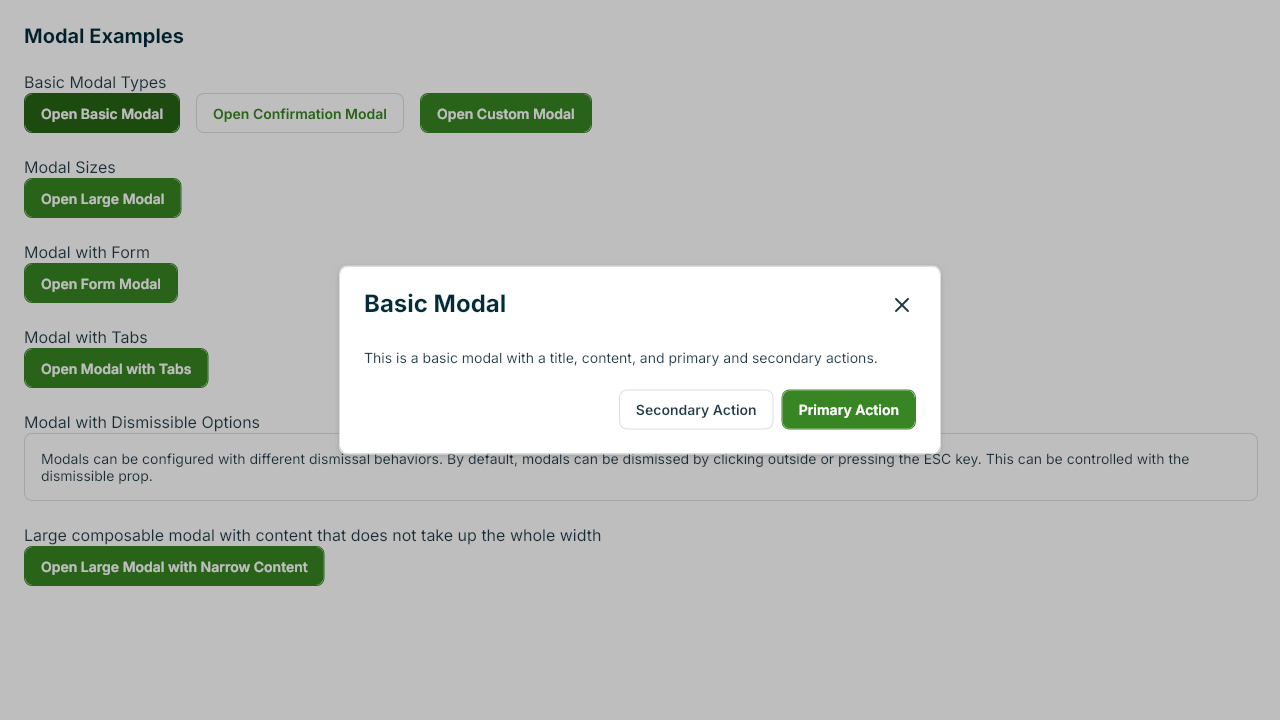 Modal Examples
Basic Modal Types
Open Basic Modal
Open Confirmation Modal
Open Custom Modal
Modal Sizes
Open Large Modal
Modal with Form
Open Form Modal
Modal with Tabs
Open Modal with Tabs
Basic Modal
This is a basic modal with a title, content, and primary and secondary actions.
Secondary Action
Primary Action
Modal with Dismissible Options
Modals can be configured with different dismissal behaviors. By default, modals can be dismissed by clicking outside or pressing the ESC key. This can be controlled with the
dismissible prop.
Large composable modal with content that does not take up the whole width
Open Large Modal with Narrow Content